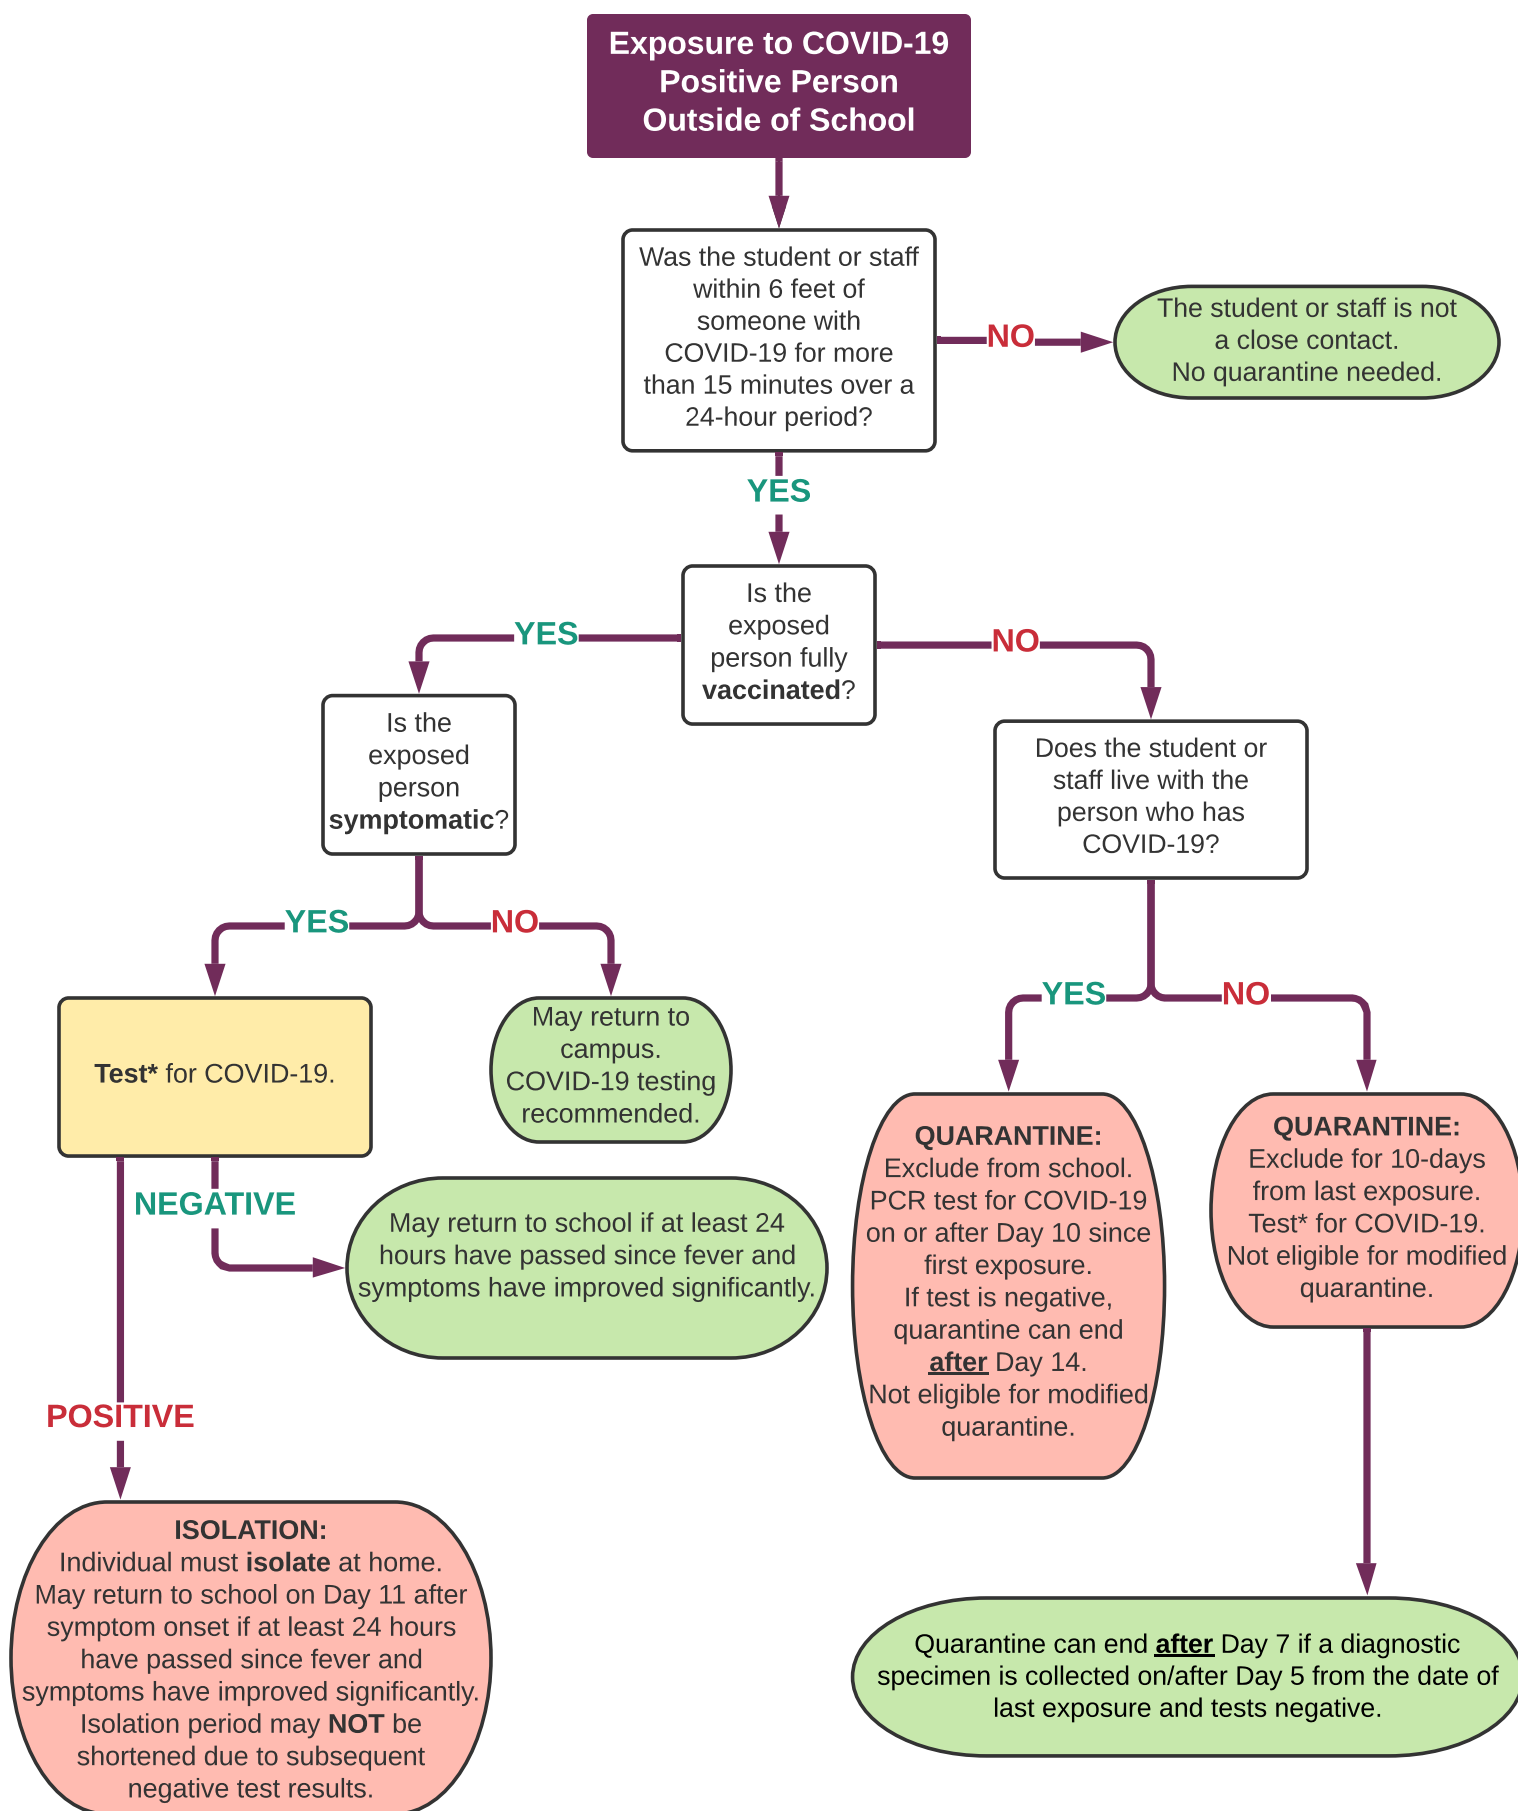 Exposure to COVID-19
Positive Person
Outside of School
Was the student or staff
within 6 feet of
someone with
COVID-19 for more
than 15 minutes over a
24-hour period?
NO
The student or staff is not
a close contact.
No quarantine needed.
YES
Is the
exposed
person fully
vaccinated?
YES
NO
Is the
exposed
person
symptomatic?
Does the student or
staff live with the
person who has
COVID-19?
YES
NO
YES
NO
Test* for COVID-19.
May return to
campus.
COVID-19 testing
recommended.
QUARANTINE:
Exclude from school.
PCR test for COVID-19
on or after Day 10 since
first exposure.
If test is negative,
quarantine can end
after Day 14.
Not eligible for modified
quarantine.
QUARANTINE:
Exclude for 10-days
from last exposure.
Test* for COVID-19.
Not eligible for modified
quarantine.
NEGATIVE
May return to school if at least 24
hours have passed since fever and
symptoms have improved significantly.
POSITIVE
ISOLATION:
Individual must isolate at home.
May return to school on Day 11 after
symptom onset if at least 24 hours
have passed since fever and
symptoms have improved significantly.
Isolation period may NOT be
shortened due to subsequent
negative test results.
Quarantine can end after Day 7 if a diagnostic
specimen is collected on/after Day 5 from the date of
last exposure and tests negative.